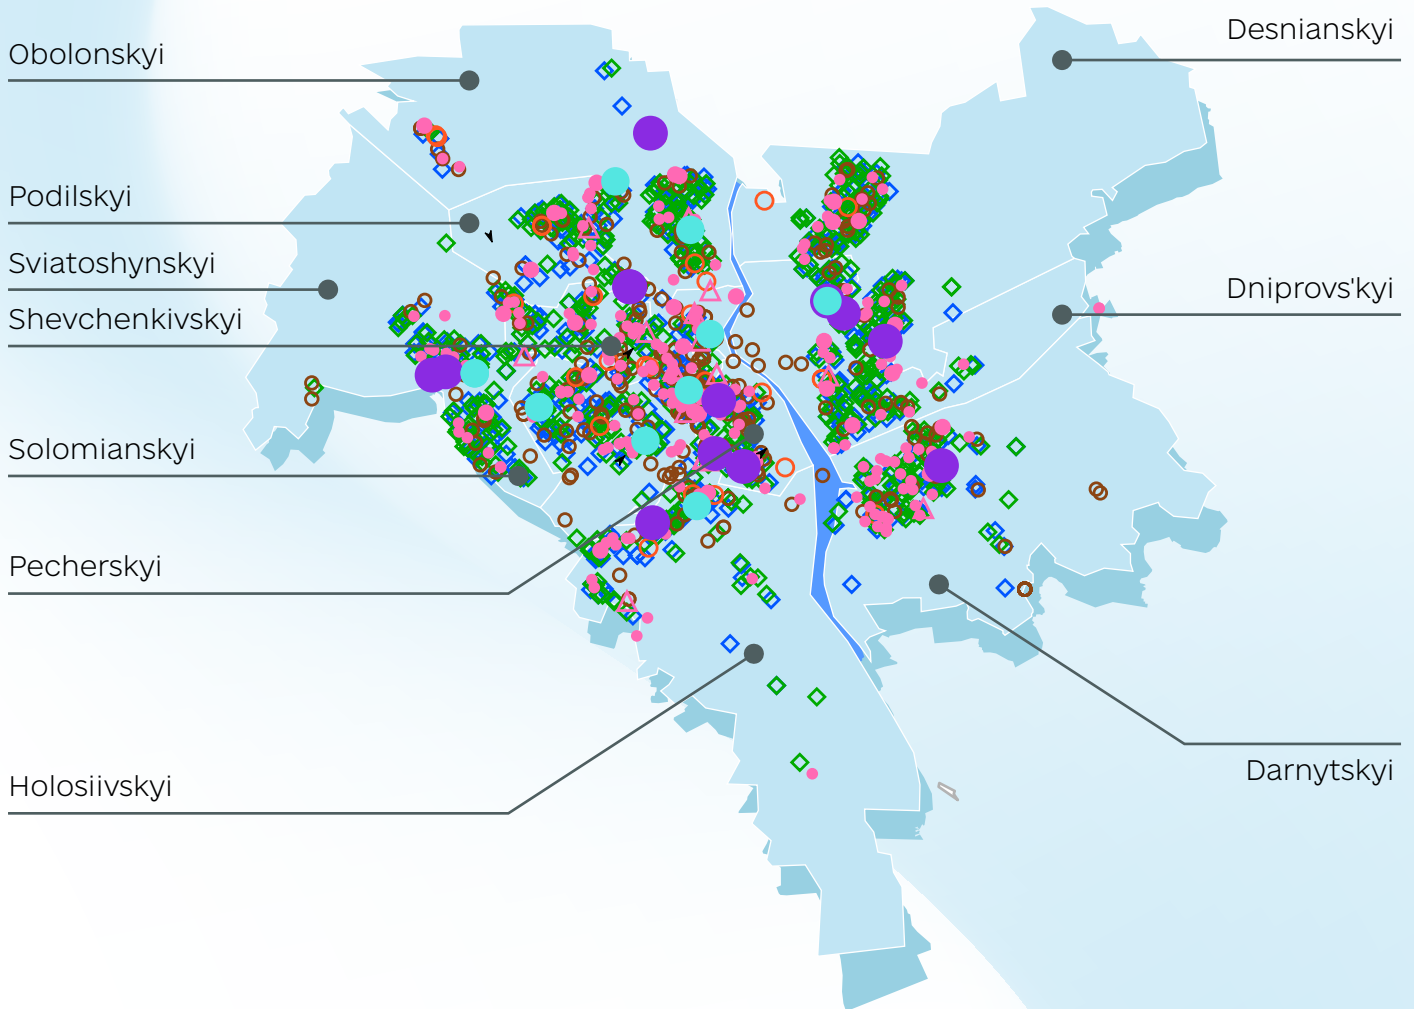 Obolonskyi
Desnianskyi
Podilskyi
Sviatoshynskyi
Dniprovs'kyi
Shevchenkivskyi
Solomianskyi
Pecherskyi
Darnytskyi
Holosiivskyi